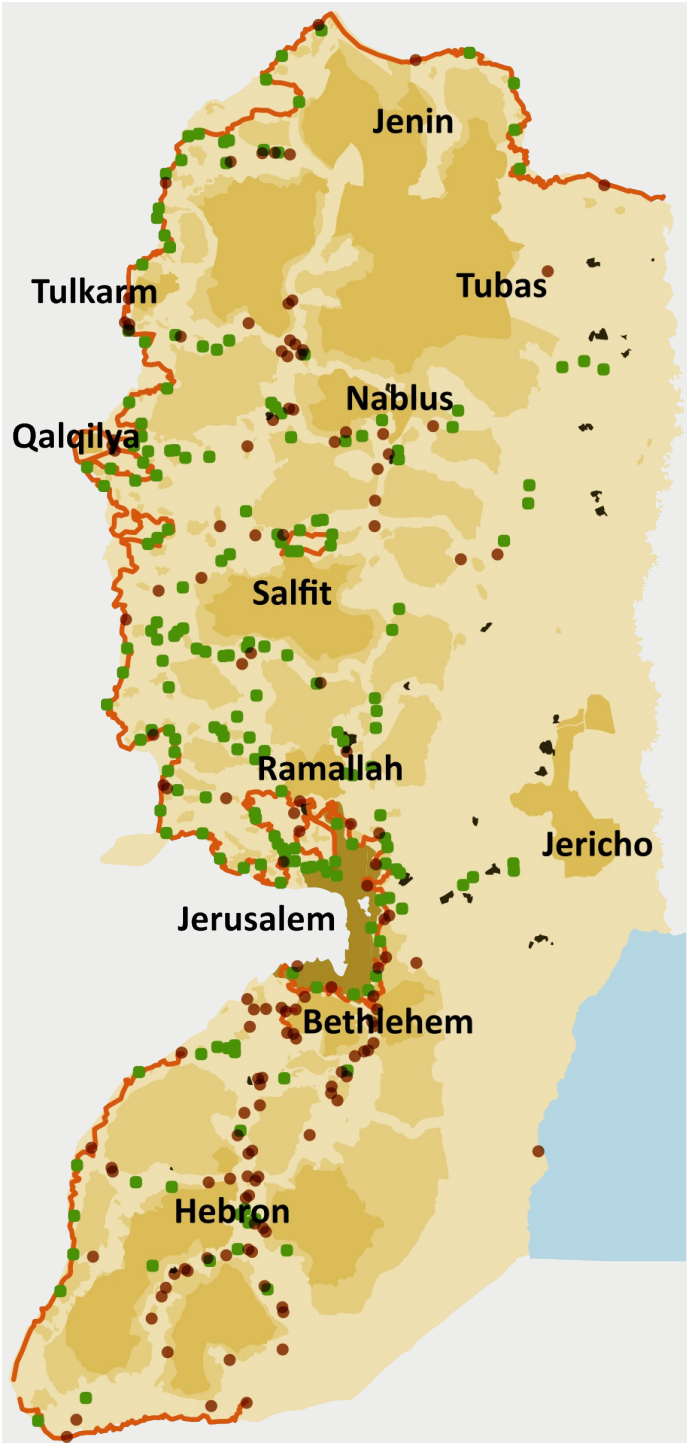 Jenin
Tubas
Tulkarm
Nablus
Qalqilya
Salfit
Ramallah
Jericho
Jerusalem
Bethlehem
Hebron